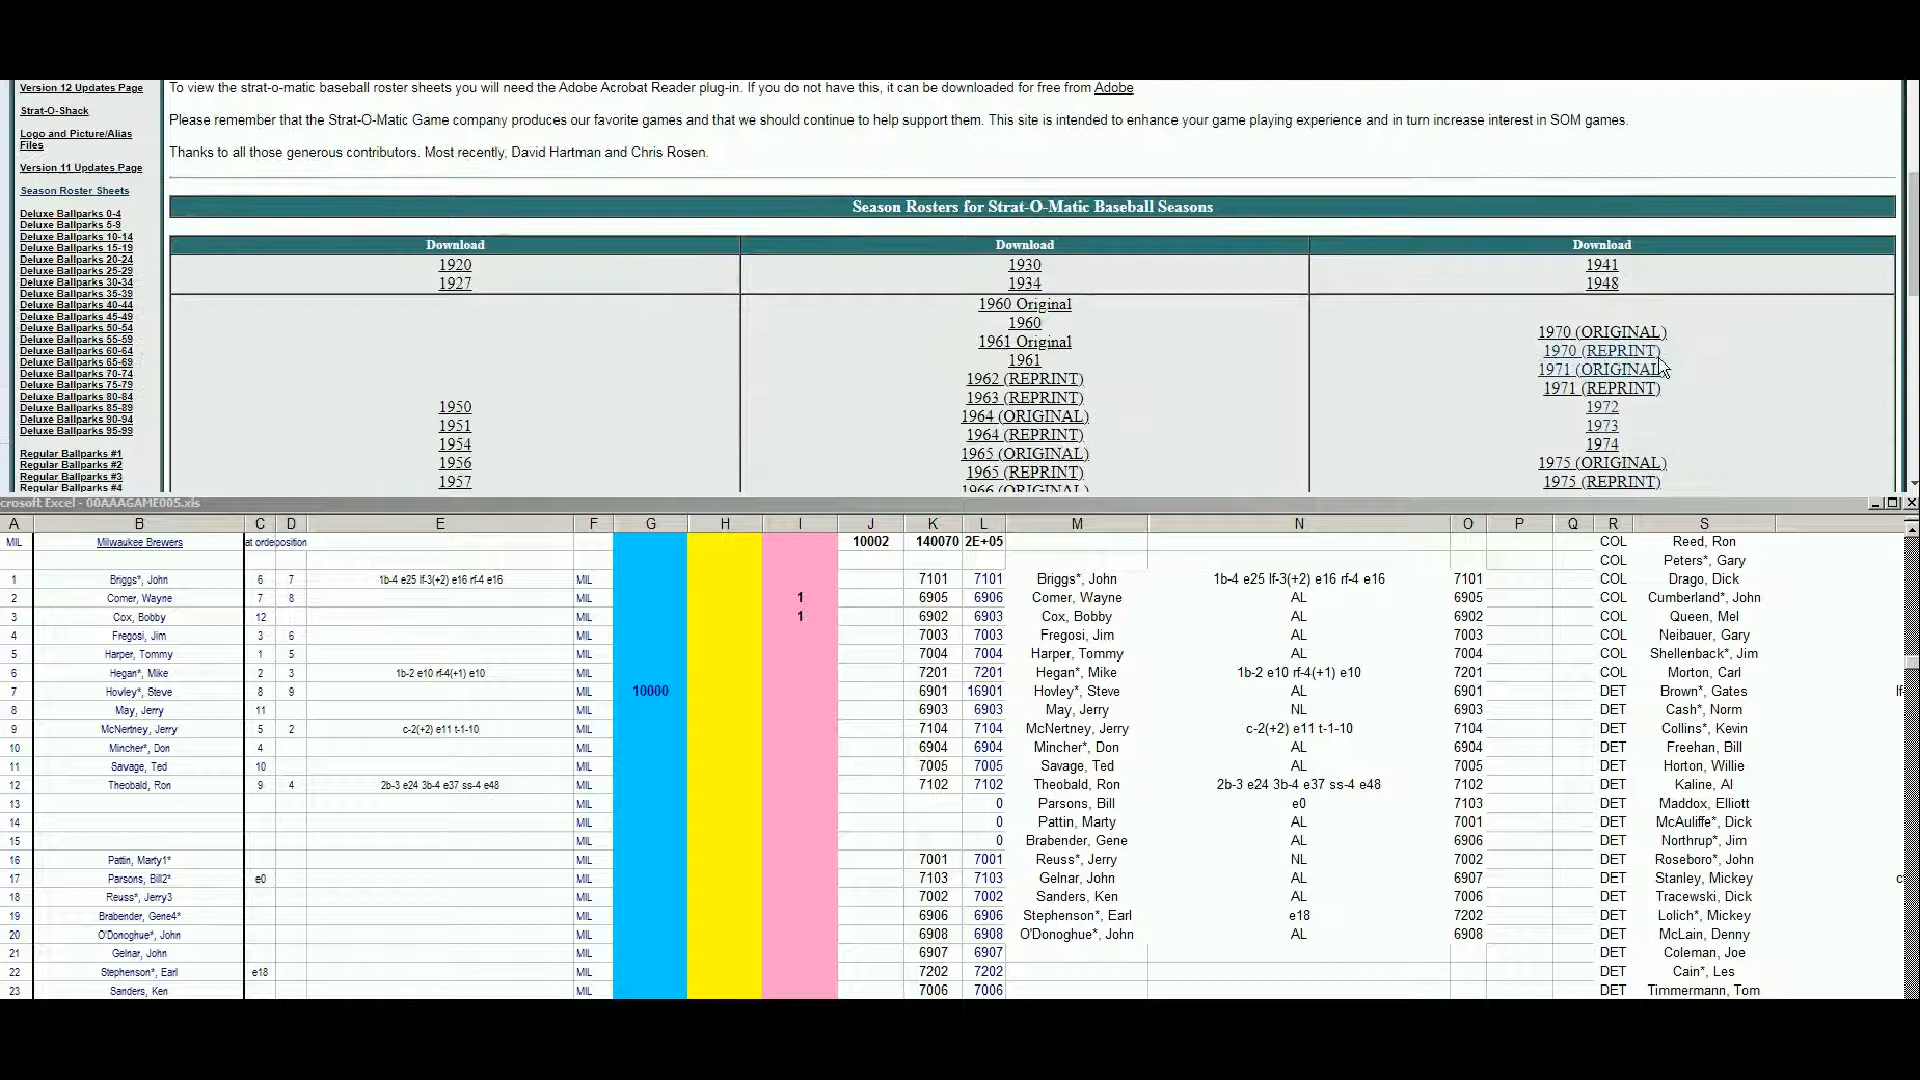 Version 12 Updates Page
Strat-O-Shack
Logo and Picture/Alias
Files
Version 11 Updates Page
Season Roster Sheets
Deluxe Ballparks 0-4
Deluxe Ballparks 5-9
Deluxe Ballparks 10-14
Deluxe Ballparks 15-19
Deluxe Ballparks 20-24
Deluxe Ballparks 25-29
Deluxe Ballparks 30-34
Deluxe Ballparks 35-39
Deluxe Ballparks 40-44
Deluxe Ballparks 45-49
Deluxe Ballparks 50-54
Deluxe Ballparks 55-59
Deluxe Ballparks 60-64
Deluxe Ballparks 65-69
Deluxe Ballparks 70-74
Deluxe Ballparks 75-79
Deluxe Ballparks 80-84
Deluxe Ballparks 85-89
Deluxe Ballparks 90-94
Deluxe Ballparks 95-99
Regular Ballparks #1
Regular Ballparks #2
Regular Ballparks #3
Regular Ballparks #4
To view the strat-o-matic baseball roster sheets you will need the Adobe Acrobat Reader plug-in. If you do not have this, it can be downloaded for free from Adobe
Please remember that the Strat-O-Matic Game company produces our favorite games and that we should continue to help support them. This site is intended to enhance your game playing experience and in turn increase interest in SOM games.
Thanks to all those generous contributors. Most recently, David Hartman and Chris Rosen.
Season Rosters for Strat-O-Matic Baseball Seasons
Download Download Download
1920 1930 1941
1927 1934 1948
1950
1951
1954
1956
1957
1960 Original
1960
1961 Original
1961
1962 (REPRINT)
1963 (REPRINT)
1964 (ORIGINAL)
1964 (REPRINT)
1965 (ORIGINAL)
1965 (REPRINT)
1966 (ORIGINAL)
1970 (ORIGINAL)
1970 (REPRINT)
1971 (ORIGINAL)
1971 (REPRINT)
1972
1973
1974
1975 (ORIGINAL)
1975 (REPRINT)
crosoft Excel - 00AAAGAME005.xls
A B C D E F G H I J K L M N O P Q R S
MIL Milwaukee Brewers at orde position 10002 140070 2E+05 COL Reed, Ron
COL Peters*, Gary
1 Briggs*, John 6 7 1b-4 e25 lf-3(+2) e16 rf-4 e16 MIL 7101 7101 Briggs*, John 1b-4 e25 lf-3(+2) e16 rf-4 e16 7101 COL Drago, Dick
2 Comer, Wayne 7 8 MIL 1 6905 6906 Comer, Wayne AL 6905 COL Cumberland*, John
3 Cox, Bobby 12 MIL 1 6902 6903 Cox, Bobby AL 6902 COL Queen, Mel
4 Fregosi, Jim 3 6 MIL 7003 7003 Fregosi, Jim AL 7003 COL Neibauer, Gary
5 Harper, Tommy 1 5 MIL 7004 7004 Harper, Tommy AL 7004 COL Shellenback*, Jim
6 Hegan*, Mike 2 3 1b-2 e10 rf-4(+1) e10 MIL 7201 7201 Hegan*, Mike 1b-2 e10 rf-4(+1) e10 7201 COL Morton, Carl
7 Hovley*, Steve 8 9 MIL 10000 6901 16901 Hovley*, Steve AL 6901 DET Brown*, Gates lf
8 May, Jerry 11 MIL 6903 6903 May, Jerry NL 6903 DET Cash*, Norm
9 McNertney, Jerry 5 2 c-2(+2) e11 t-1-10 MIL 7104 7104 McNertney, Jerry c-2(+2) e11 t-1-10 7104 DET Collins*, Kevin
10 Mincher*, Don 4 MIL 6904 6904 Mincher*, Don AL 6904 DET Freehan, Bill
11 Savage, Ted 10 MIL 7005 7005 Savage, Ted AL 7005 DET Horton, Willie
12 Theobald, Ron 9 4 2b-3 e24 3b-4 e37 ss-4 e48 MIL 7102 7102 Theobald, Ron 2b-3 e24 3b-4 e37 ss-4 e48 7102 DET Kaline, Al
13 MIL 0 Parsons, Bill e0 7103 DET Maddox, Elliott
14 MIL 0 Pattin, Marty AL 7001 DET McAuliffe*, Dick
15 MIL 0 Brabender, Gene AL 6906 DET Northrup*, Jim
16 Pattin, Marty1* MIL 7001 7001 Reuss*, Jerry NL 7002 DET Roseboro*, John
17 Parsons, Bill2* e0 MIL 7103 7103 Gelnar, John AL 6907 DET Stanley, Mickey c
18 Reuss*, Jerry3 MIL 7002 7002 Sanders, Ken AL 7006 DET Tracewski, Dick
19 Brabender, Gene4* MIL 6906 6906 Stephenson*, Earl e18 7202 DET Lolich*, Mickey
20 O'Donoghue*, John MIL 6908 6908 O'Donoghue*, John AL 6908 DET McLain, Denny
21 Gelnar, John MIL 6907 6907 DET Coleman, Joe
22 Stephenson*, Earl e18 MIL 7202 7202 DET Cain*, Les
23 Sanders, Ken MIL 7006 7006 DET Timmermann, Tom